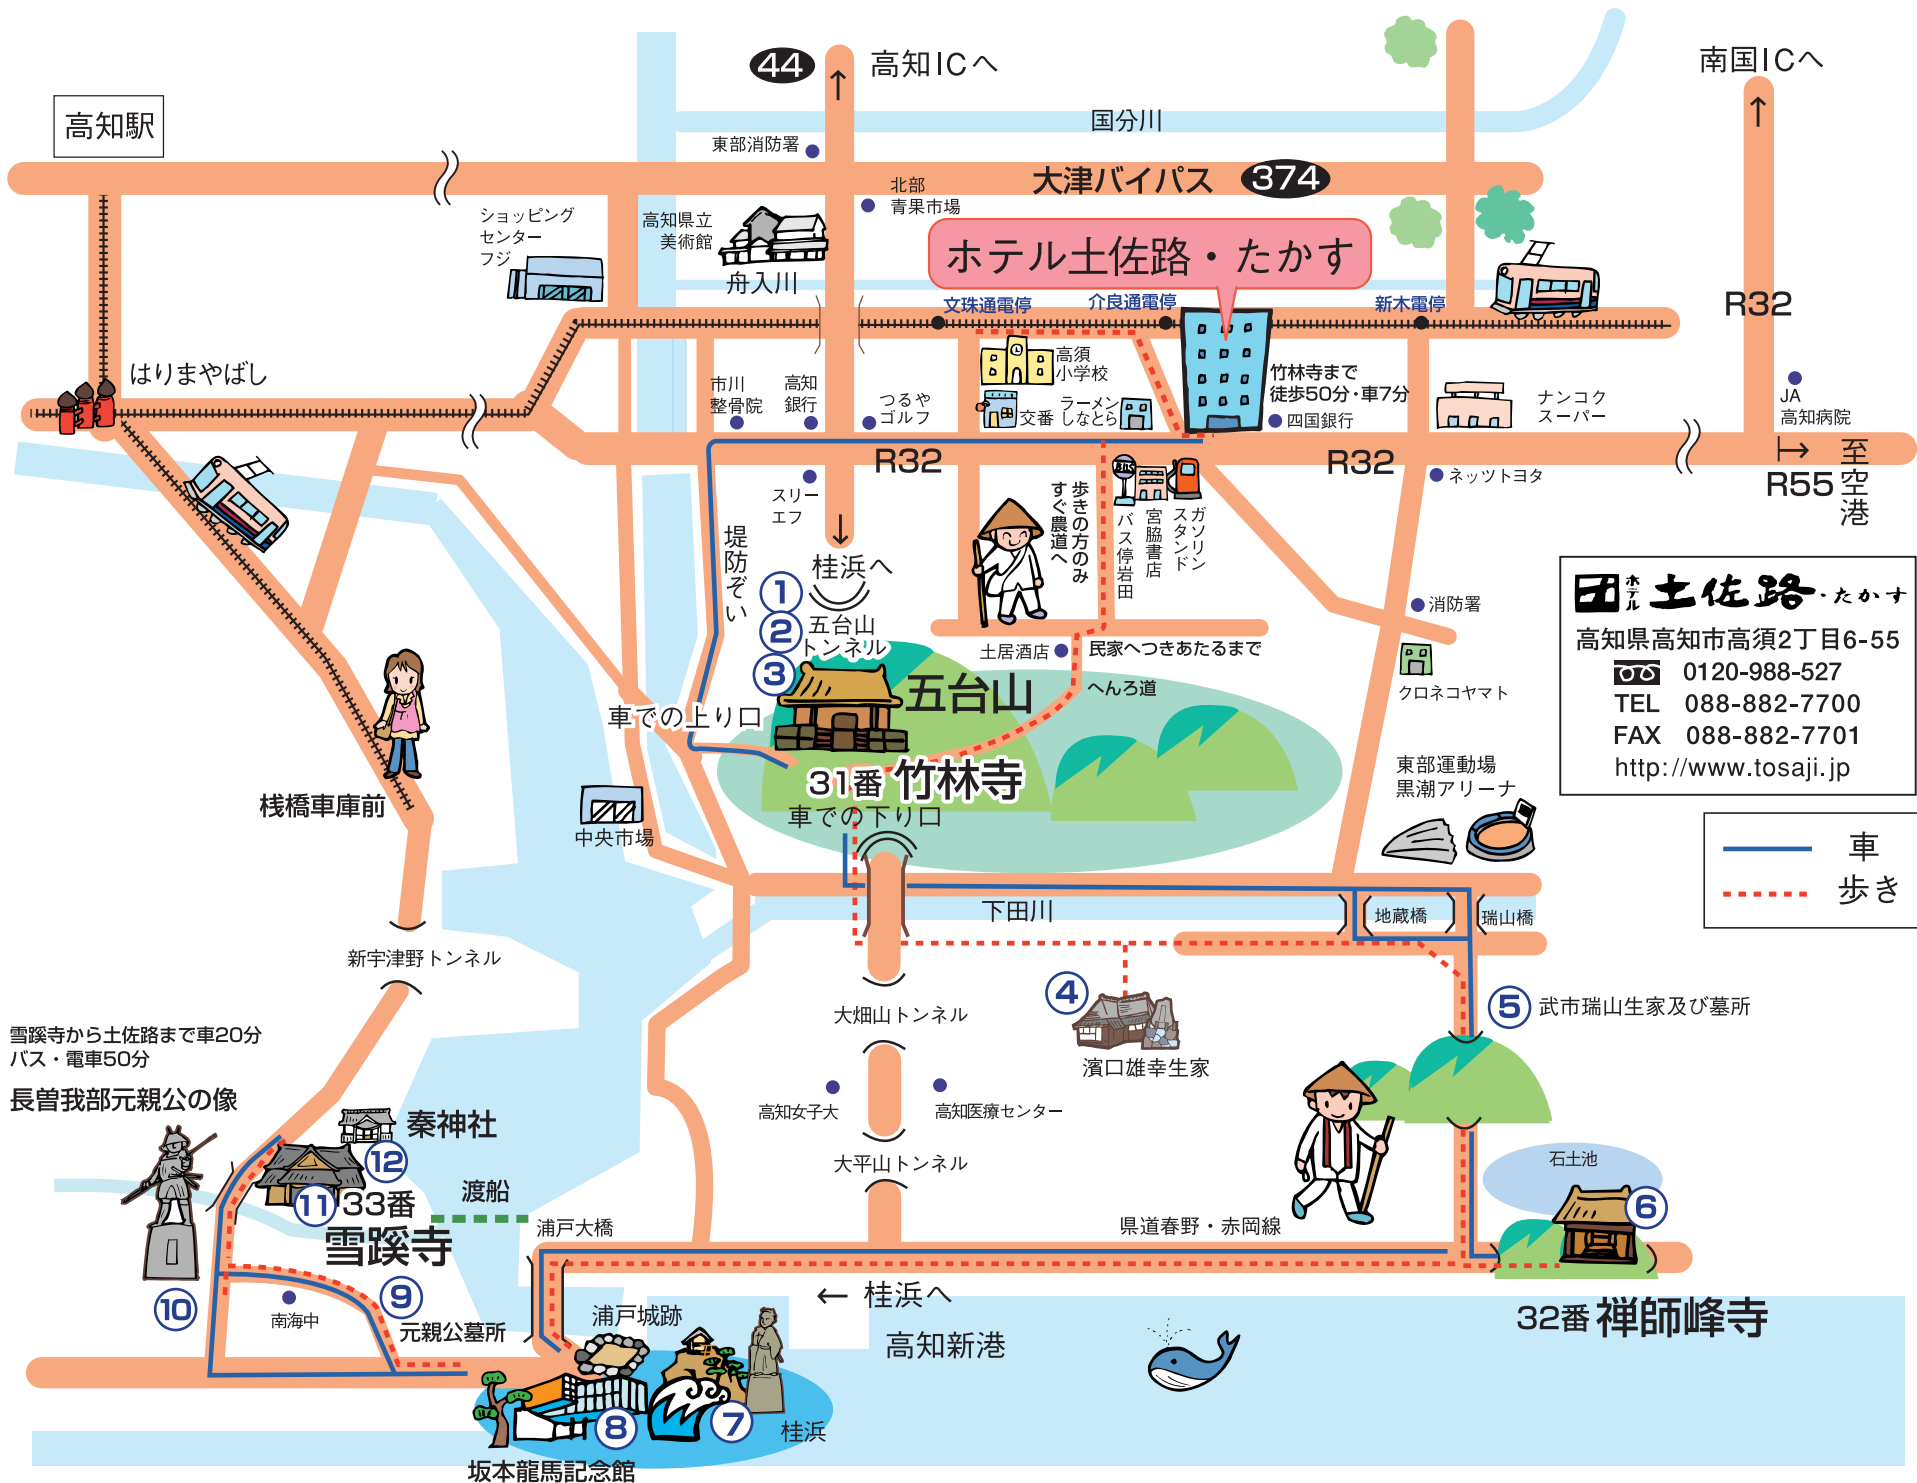 44
高知ICへ
南国ICへ
高知駅
国分川
東部消防署
大津バイパス
374
北部
青果市場
ショッピング
センター
フジ
高知県立
美術館
舟入川
ホテル土佐路・たかす
文珠通電停
介良通電停
新木電停
R32
はりまやばし
市川
整骨院
高知
銀行
つるや
ゴルフ
高須
小学校
交番
ラーメン
しなとら
竹林寺まで
徒歩50分・車7分
四国銀行
ナンコク
スーパー
JA
高知病院
R32
R32
R55
至空港
スリー
エフ
ネッツトヨタ
堤防ぞい
桂浜へ
歩きの方のみ
すぐ農道へ
BUS
バス停岩田
宮脇書店
ガソリン
スタンド
①
②
③
五台山
トンネル
土居酒店
民家へつきあたるまで
消防署
クロネコヤマト
ホテル
土佐路・たかす
高知県高知市高須2丁目6-55
0120-988-527
TEL 088-882-7700
FAX 088-882-7701
http://www.tosaji.jp
五台山
へんろ道
車での上り口
31番 竹林寺
車での下り口
東部運動場
黒潮アリーナ
桟橋車庫前
中央市場
車
歩き
下田川
地蔵橋
瑞山橋
新宇津野トンネル
④
⑤
武市瑞山生家及び墓所
大畑山トンネル
濱口雄幸生家
雪蹊寺から土佐路まで車20分
バス・電車50分
長曽我部元親公の像
高知女子大
高知医療センター
秦神社
⑫
大平山トンネル
石土池
⑪
33番
雪蹊寺
渡船
浦戸大橋
県道春野・赤岡線
⑥
⑩
南海中
⑨
元親公墓所
← 桂浜へ
浦戸城跡
高知新港
32番 禅師峰寺
⑧
⑦
桂浜
坂本龍馬記念館